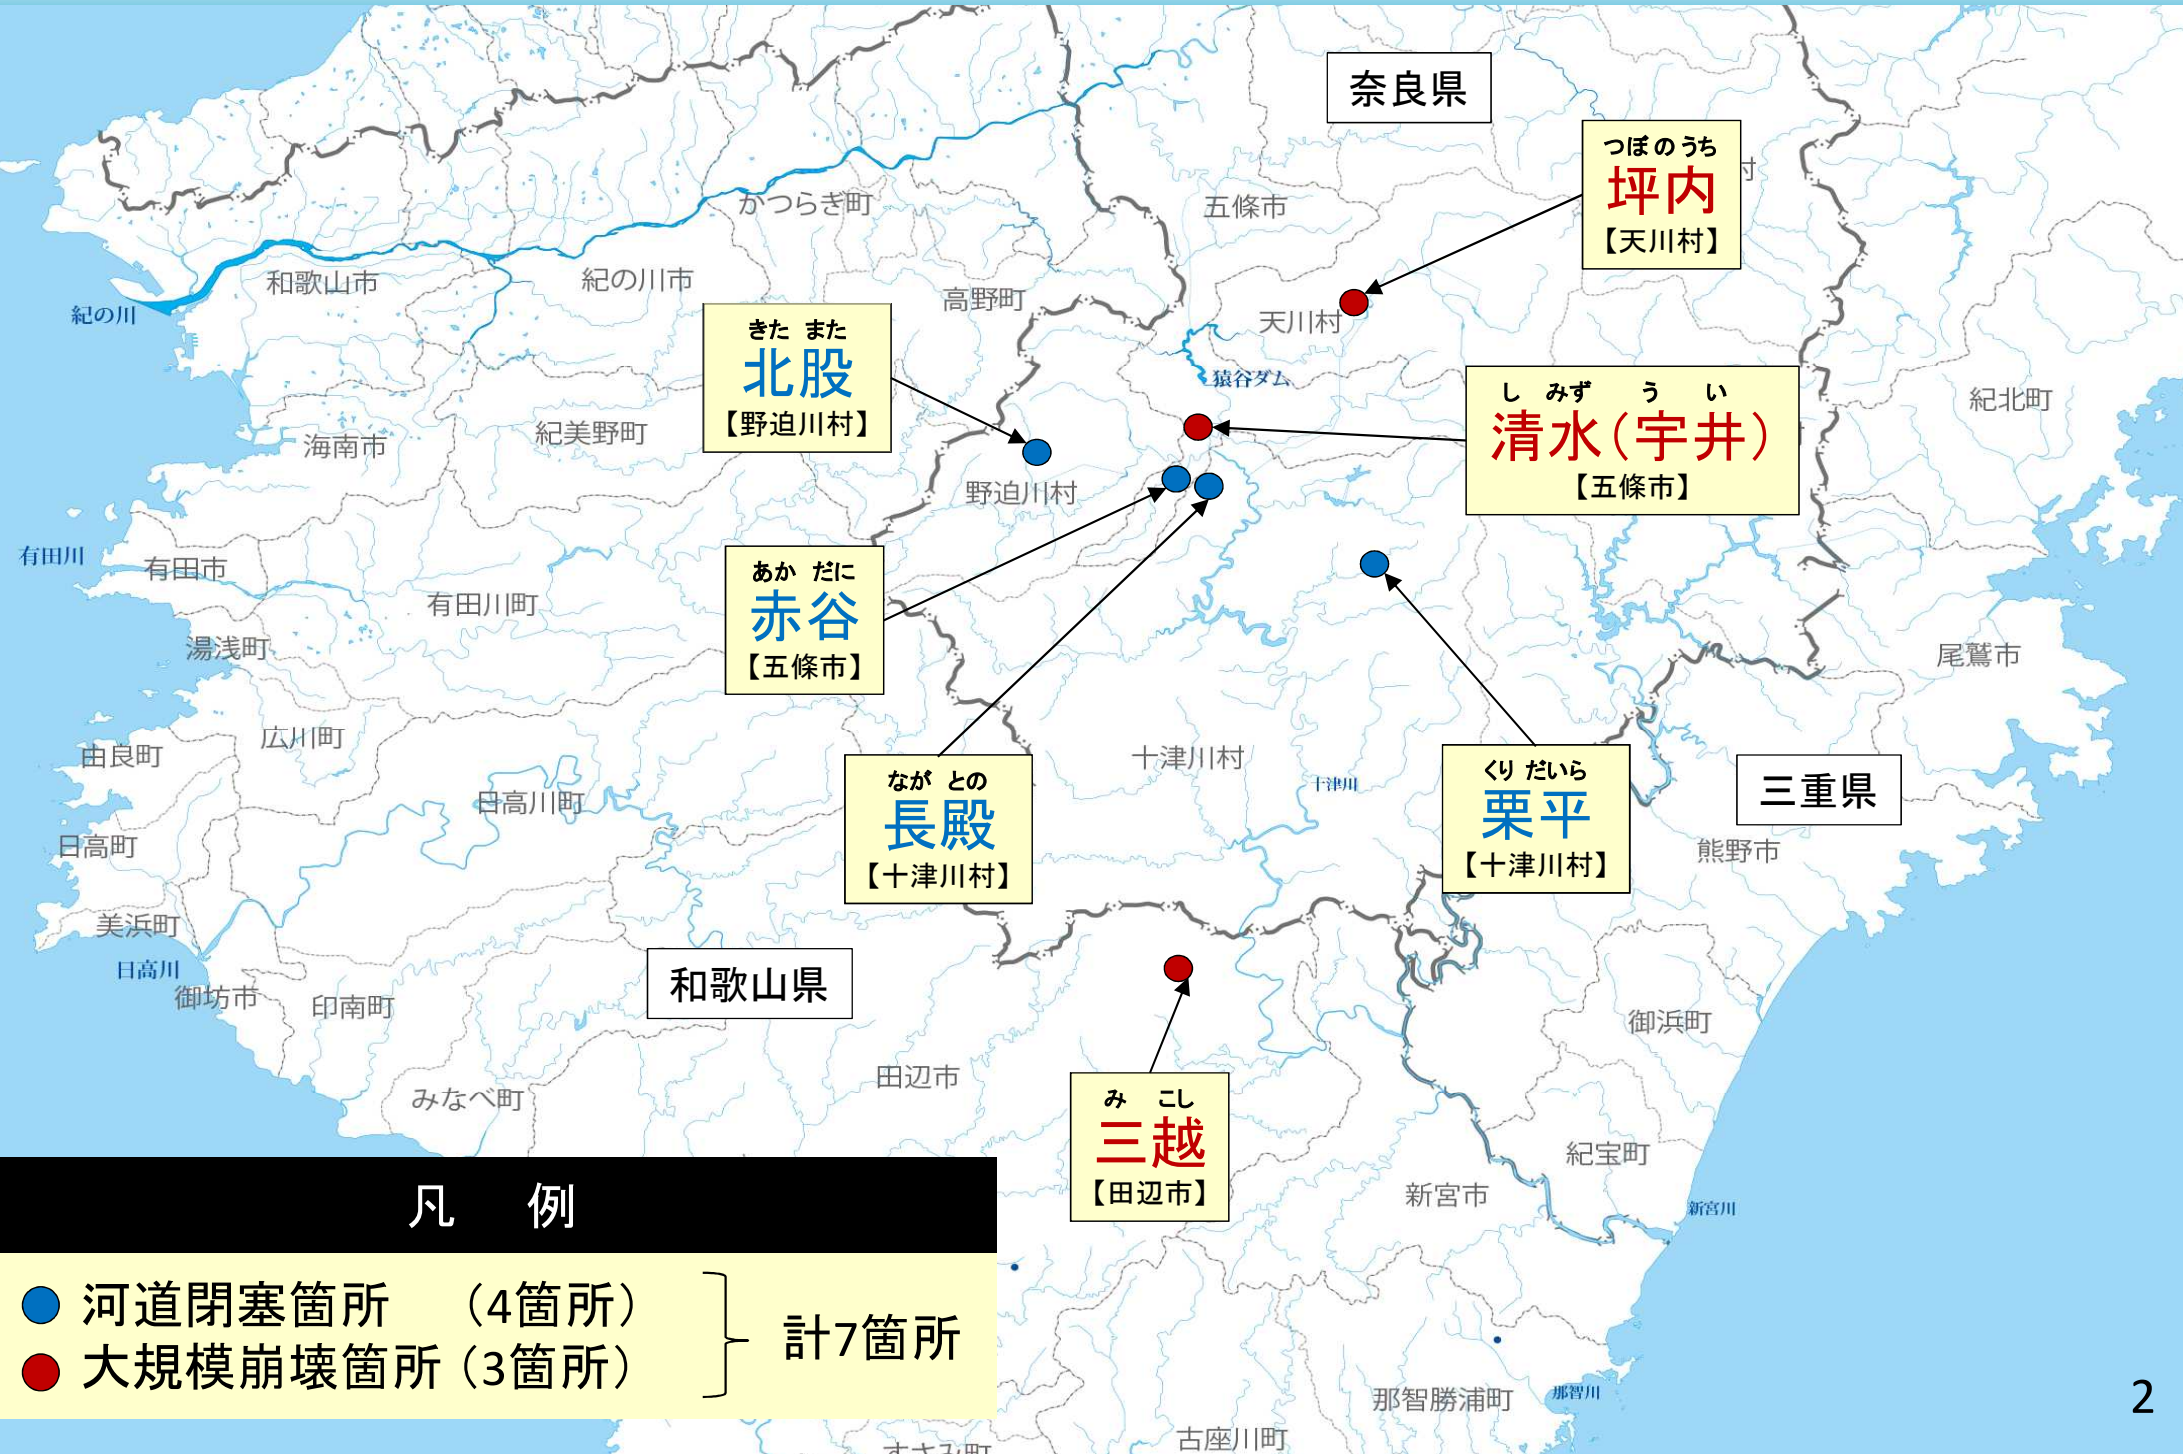 奈良県
つぼのうち
坪内
【天川村】
村
かつらぎ町
五條市
和歌山市
紀の川市
高野町
紀の川
天川村
きた また
北股
【野迫川村】
猿谷ダム
し みず う い
清水(宇井)
【五條市】
紀北町
海南市
紀美野町
野迫川村
有田川
有田市
有田川町
あか だに
赤谷
【五條市】
湯浅町
尾鷲市
広川町
由良町
十津川村
十津川
なが との
長殿
【十津川村】
くり だいら
栗平
【十津川村】
三重県
日高川町
日高町
熊野市
美浜町
日高川
御坊市
印南町
和歌山県
御浜町
田辺市
みなべ町
み こし
三越
【田辺市】
紀宝町
新宮市
新宮川
凡 例
河道閉塞箇所 (4箇所)
大規模崩壊箇所(3箇所)
計7箇所
那智勝浦町
那智川
古座川町
すさみ町
2